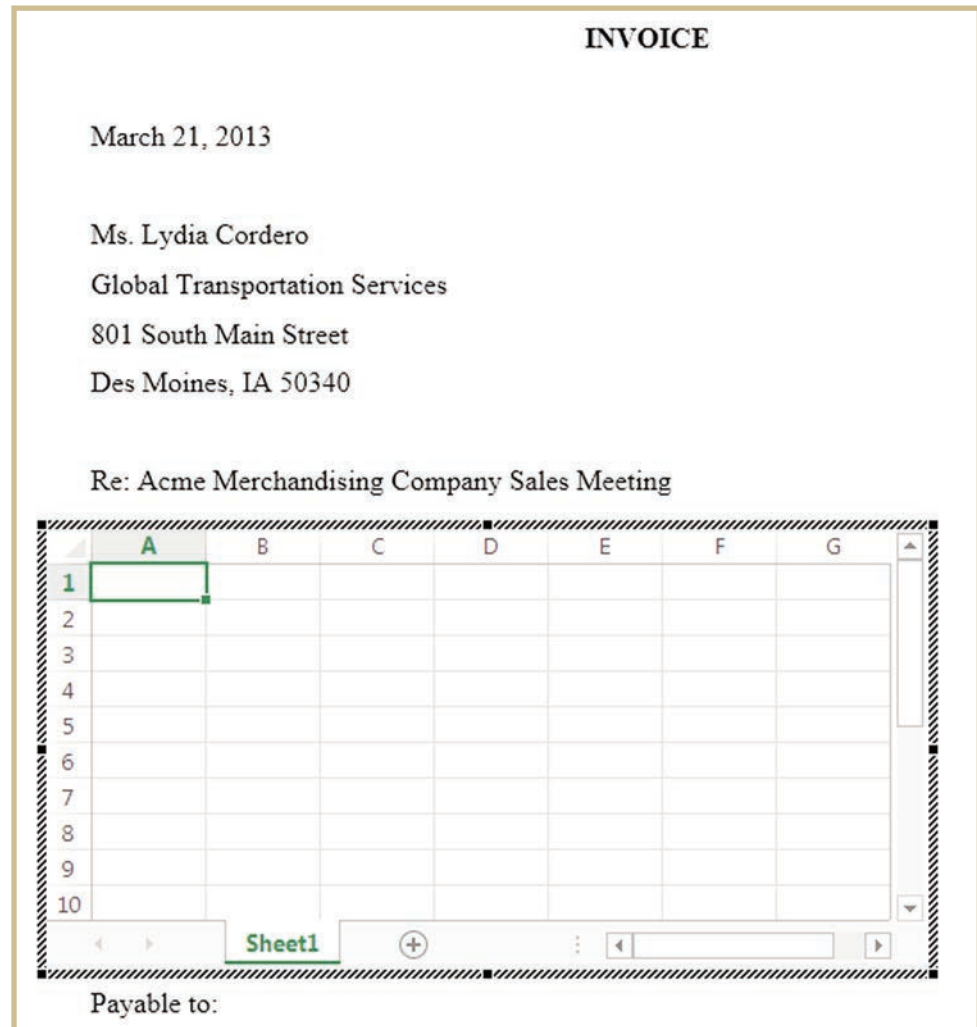 INVOICE
March 21, 2013
Ms. Lydia Cordero
Global Transportation Services
801 South Main Street
Des Moines, IA 50340
Re: Acme Merchandising Company Sales Meeting
A B C D E F G
1
2
3
4
5
6
7
8
9
10
Sheet1
Payable to: